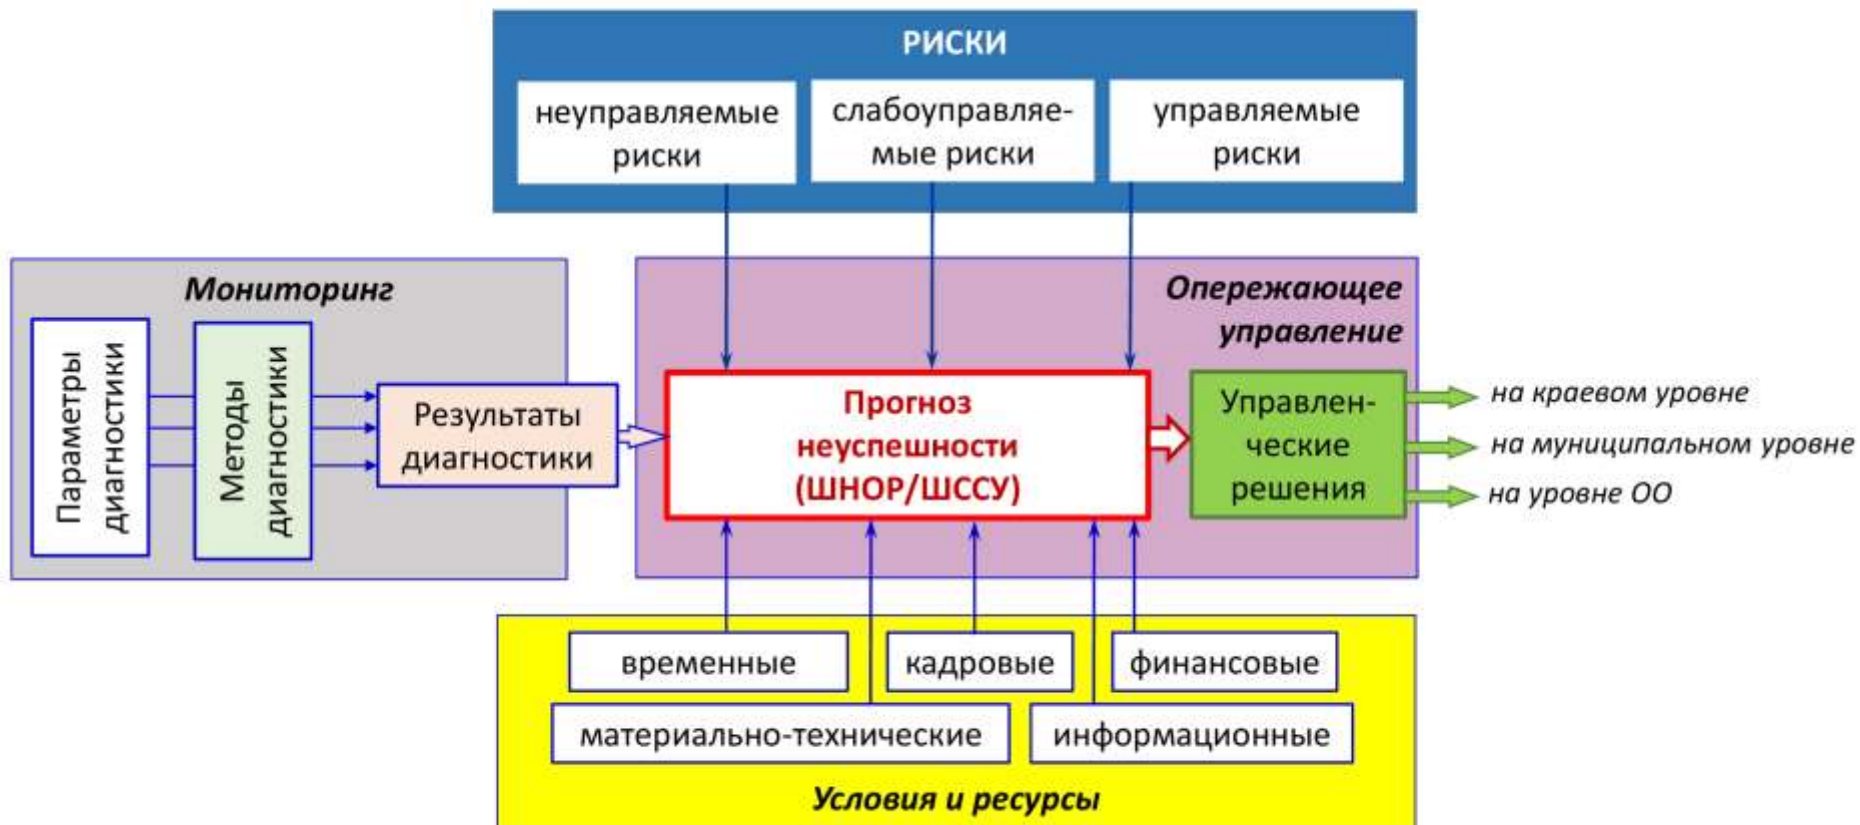 РИСКИ
неуправляемые
риски
слабоуправляе-
мые риски
управляемые
риски
Мониторинг
Параметры
диагностики
Методы
диагностики
Результаты
диагностики
Опережающее
управление
Прогноз
неуспешности
(ШНОР/ШССУ)
Управлен-
ческие
решения
на краевом уровне
на муниципальном уровне
на уровне ОО
временные
кадровые
финансовые
материально-технические
информационные
Условия и ресурсы